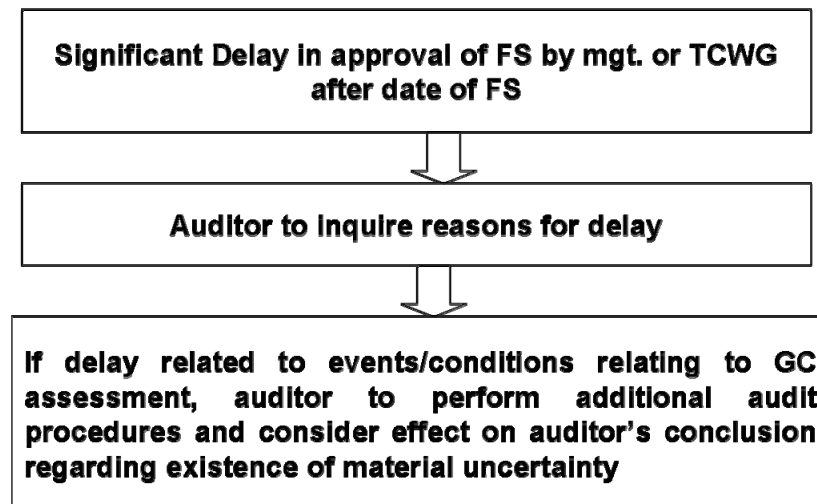 Significant Delay in approval of FS by mgt. or TCWG
after date of FS
Auditor to inquire reasons for delay
If delay related to events/conditions relating to GC
assessment, auditor to perform additional audit
procedures and consider effect on auditor's conclusion
regarding existence of material uncertainty